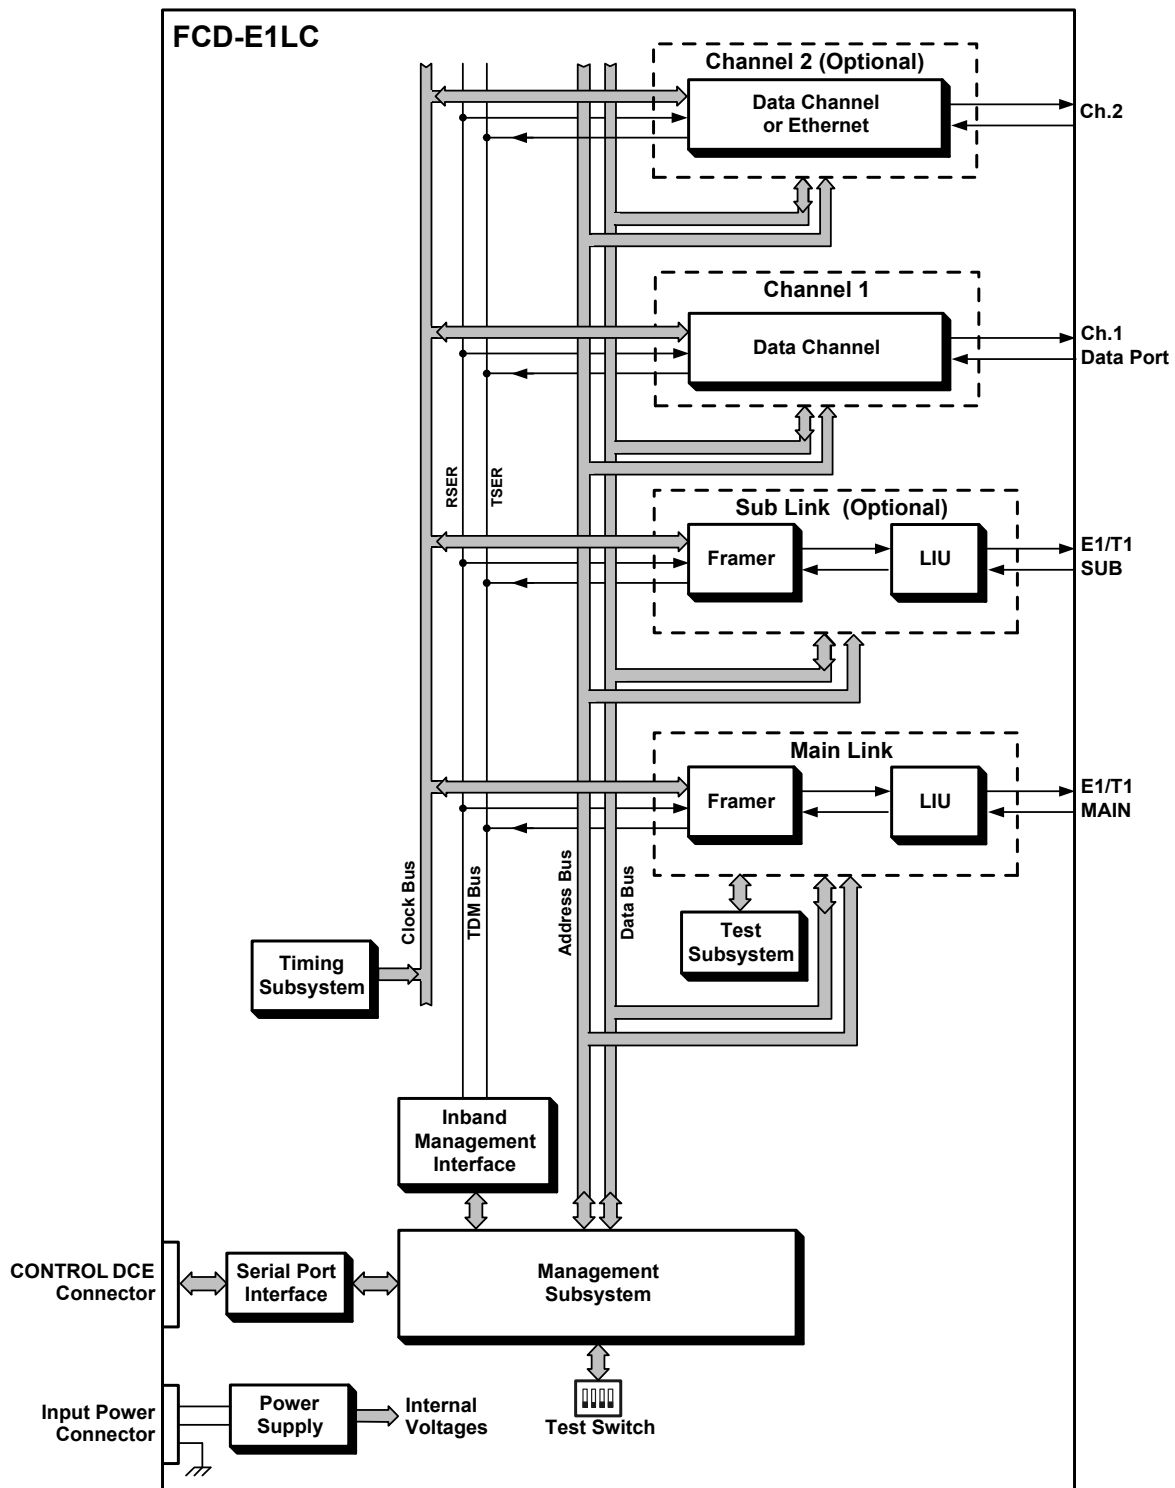 FCD-E1LC
Channel 2 (Optional)
Data Channel
or Ethernet
Ch.2
Channel 1
Data Channel
Ch.1
Data Port
RSER
TSER
Sub Link (Optional)
Framer
LIU
E1/T1
SUB
Main Link
Framer
LIU
E1/T1
MAIN
Clock Bus
TDM Bus
Address Bus
Data Bus
Test
Subsystem
Timing
Subsystem
Inband
Management
Interface
CONTROL DCE
Connector
Serial Port
Interface
Management
Subsystem
Input Power
Connector
Power
Supply
Internal
Voltages
Test Switch